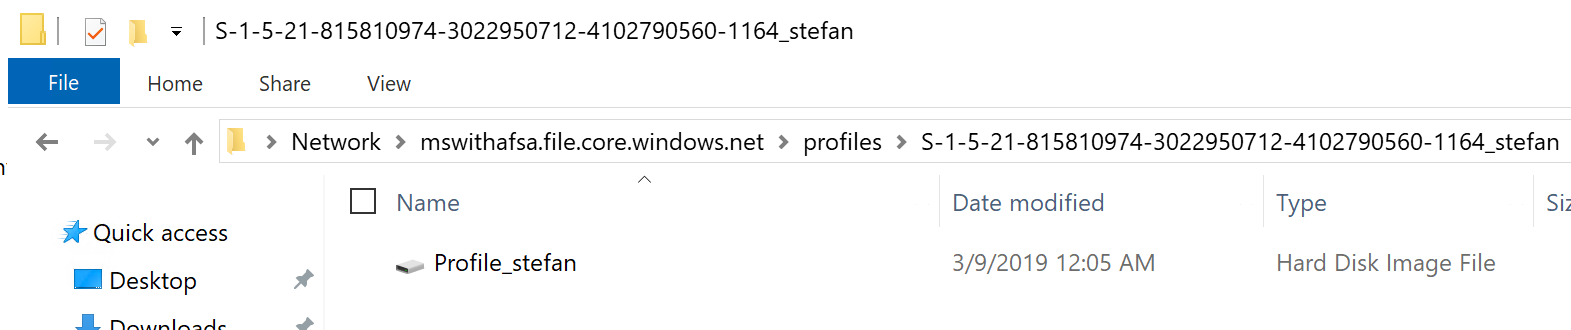 S-1-5-21-815810974-3022950712-4102790560-1164_stefan
File Home Share View
Network mswithafsa.file.core.windows.net profiles S-1-5-21-815810974-3022950712-4102790560-1164_stefan
Name Date modified Type
Quick access
Profile_stefan 3/9/2019 12:05 AM Hard Disk Image File
Desktop
Downloads